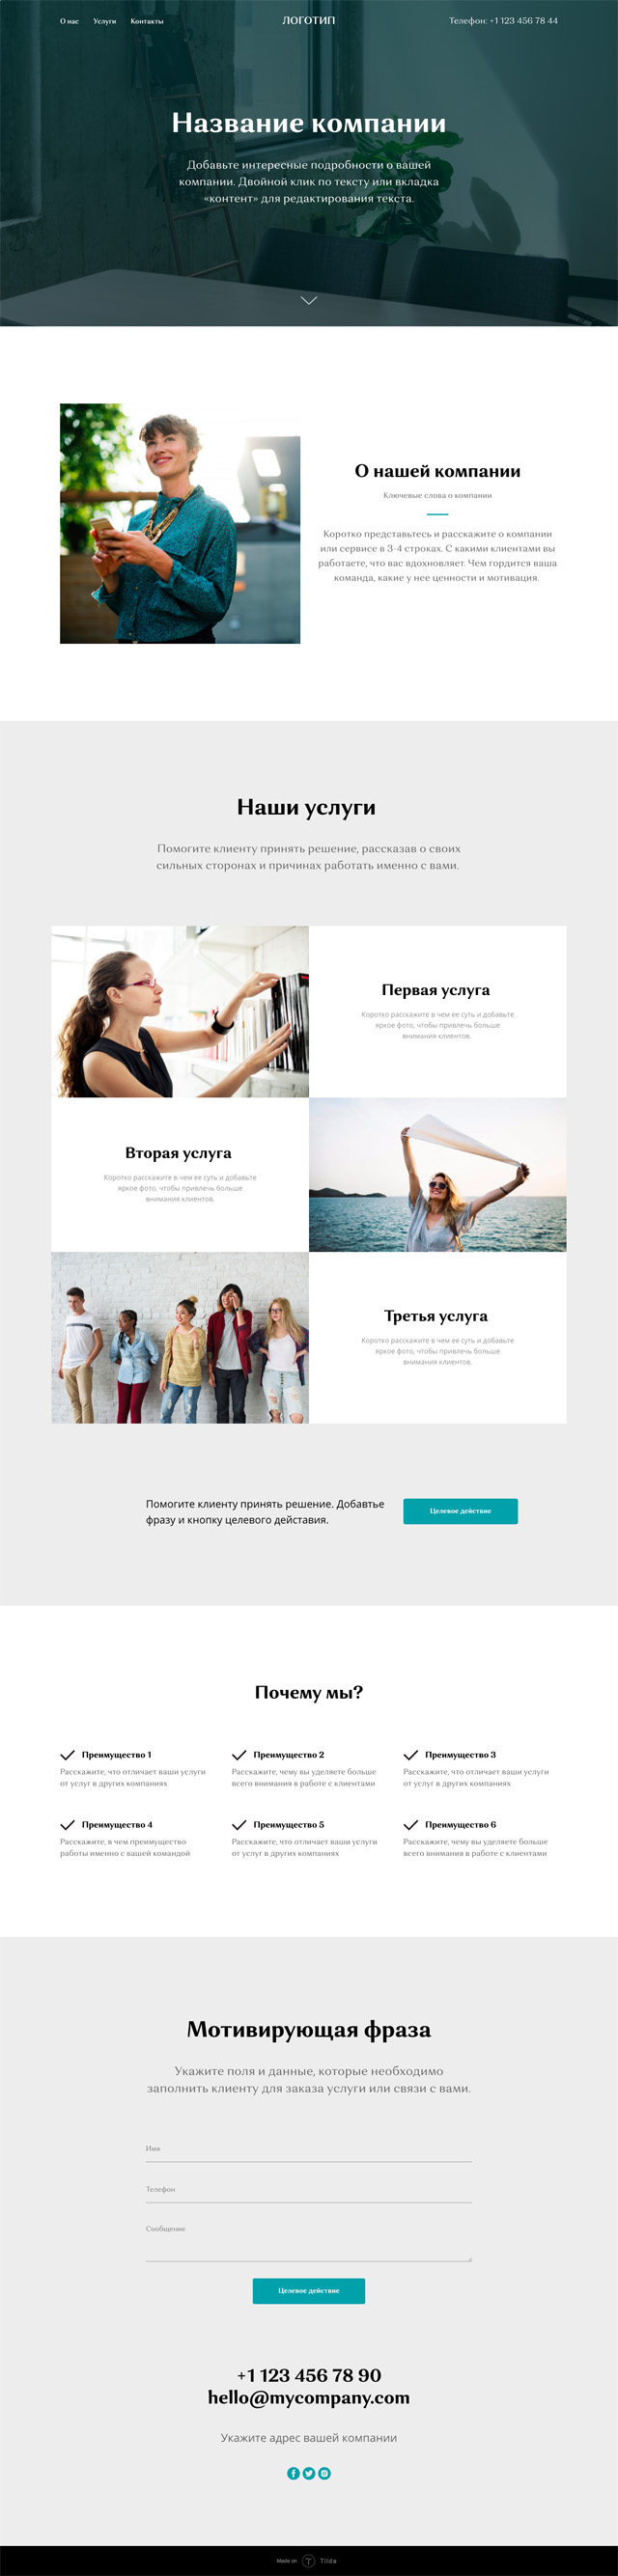 О нас Услуги Контакты ЛОГОТИП Телефон: +1 123 456 78 44
Название компании
Добавьте интересные подробности о вашей
компании. Двойной клик по тексту или вкладка
«контент» для редактирования текста.
О нашей компании
Ключевые слова о компании
Коротко представьтесь и расскажите о компании
или сервисе в 3-4 строках. С какими клиентами вы
работаете, что вас вдохновляет. Чем гордится ваша
команда, какие у нее ценности и мотивация.
Наши услуги
Помогите клиенту принять решение, рассказав о своих
сильных сторонах и причинах работать именно с вами.
Первая услуга
Коротко расскажите в чем ее суть и добавьте
яркое фото, чтобы привлечь больше
внимания клиентов.
Вторая услуга
Коротко расскажите в чем ее суть и добавьте
яркое фото, чтобы привлечь больше
внимания клиентов.
Третья услуга
Коротко расскажите в чем ее суть и добавьте
яркое фото, чтобы привлечь больше
внимания клиентов.
Помогите клиенту принять решение. Добавтье
фразу и кнопку целевого действавия.
Целевое действие
Почему мы?
Преимущество 1
Расскажите, что отличает ваши услуги
от услуг в других компаниях
Преимущество 2
Расскажите, чему вы уделяете больше
всего внимания в работе с клиентами
Преимущество 3
Расскажите, что отличает ваши услуги
от услуг в других компаниях
Преимущество 4
Расскажите, в чем преимущество
работы именно с вашей командой
Преимущество 5
Расскажите, что отличает ваши услуги
от услуг в других компаниях
Преимущество 6
Расскажите, чему вы уделяете больше
всего внимания в работе с клиентами
Мотивирующая фраза
Укажите поля и данные, которые необходимо
заполнить клиенту для заказа услуги или связи с вами.
Имя
Телефон
Сообщение
Целевое действие
+1 123 456 78 90
hello@mycompany.com
Укажите адрес вашей компании
Made on Tilda